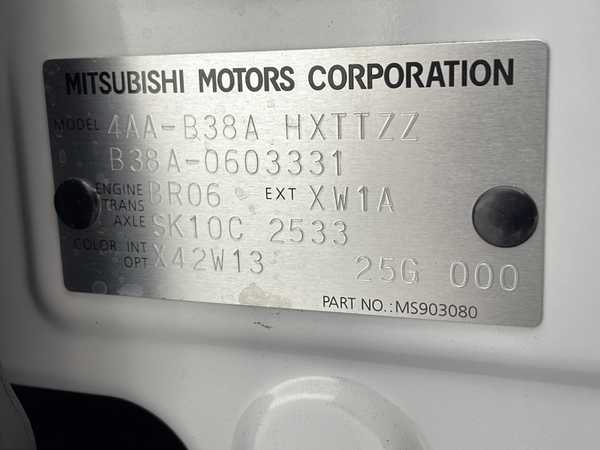 MITSUBISHI MOTORS CORPORATION
MODEL 4AA-B38A HXTTZZ
B38A-0603331
ENGINE BR06 EXT XW1A
TRANS
AXLE SK10C 2533
COLOR INT X42W13 25G 000
OPT
PART NO.:MS903080